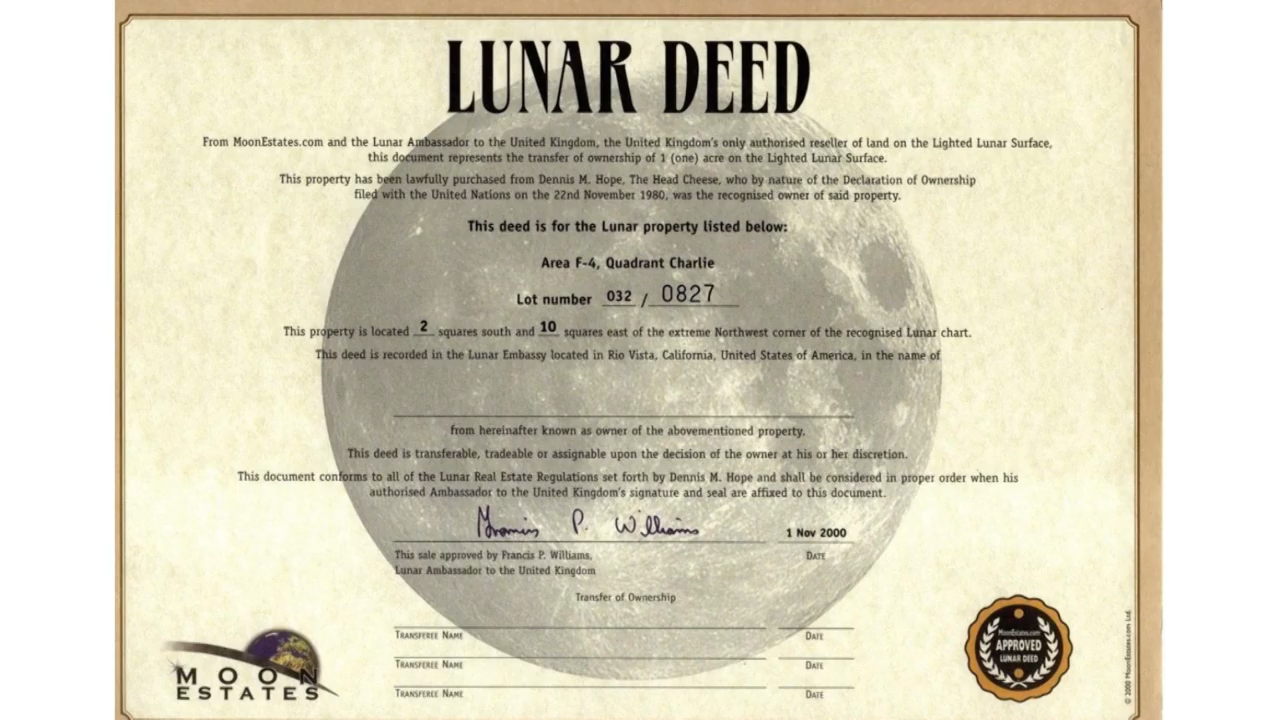 LUNAR DEED
From MoonEstates.com and the Lunar Ambassador to the United Kingdom, the United Kingdom's only authorised reseller of land on the Lighted Lunar Surface,
this document represents the transfer of ownership of 1 (one) acre on the Lighted Lunar Surface.
This property has been lawfully purchased from Dennis M. Hope, The Head Cheese, who by nature of the Declaration of Ownership
filed with the United Nations on the 22nd November 1980, was the recognised owner of said property.
This deed is for the Lunar property listed below:
Area F-4, Quadrant Charlie
Lot number 032 / 0827
This property is located 2 squares south and 10 squares east of the extreme Northwest corner of the recognised Lunar chart.
This deed is recorded in the Lunar Embassy located in Rio Vista, California, United States of America, in the name of
from hereinafter known as owner of the abovementioned property.
This deed is transferable, tradeable or assignable upon the decision of the owner at his or her discretion.
This document conforms to all of the Lunar Real Estate Regulations set forth by Dennis M. Hope and shall be considered in proper order when his
authorised Ambassador to the United Kingdom's signature and seal are affixed to this document.
Francis P. Williams
1 Nov 2000
This sale approved by Francis P. Williams,
DATE
Lunar Ambassador to the United Kingdom
Transfer of Ownership
TRANSFEREE NAME DATE
TRANSFEREE NAME DATE
TRANSFEREE NAME DATE
MOON
ESTATES
MoonEstates.com
APPROVED
LUNAR DEED
© 2000 MoonEstates.com Ltd.